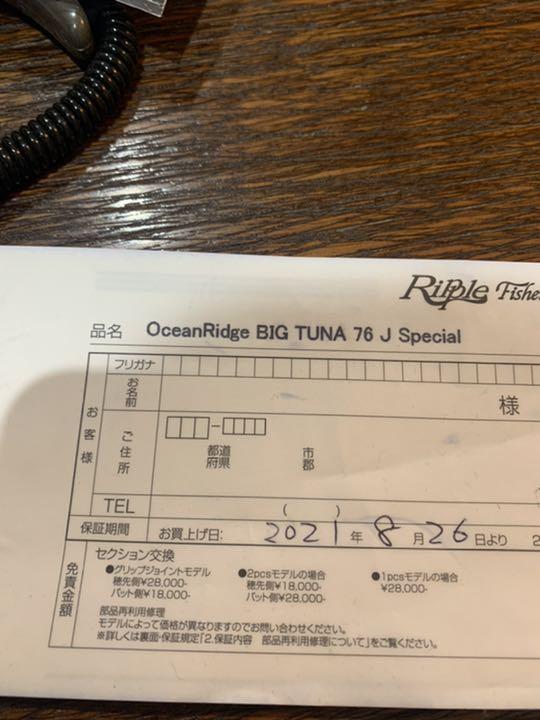 Ripple Fishe
品名 OceanRidge BIG TUNA 76 J Special
フリガナ
お客様
お名前
様
ご住所
都道府県
市郡
TEL ( )
保証期間 お買上げ日: 2021年 8月26日より 2
免責金額
セクション交換
●グリップジョイントモデル ●2pcsモデルの場合 ●1pcsモデルの場合
穂先側¥28,000- 穂先側¥18,000- ¥28,000-
バット側¥18,000- バット側¥28,000-
部品再利用修理
モデルによって価格が異なりますのでお問い合わせください。
※詳しくは裏面・保証規定「2.保証内容 部品再利用修理について」をご覧ください。